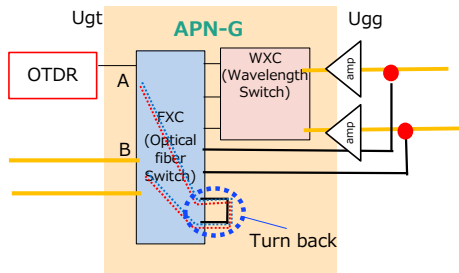 Ugt
APN-G
Ugg
OTDR
A
WXC
(Wavelength
Switch)
amp
FXC
(Optical
fiber
Switch)
B
amp
Turn back